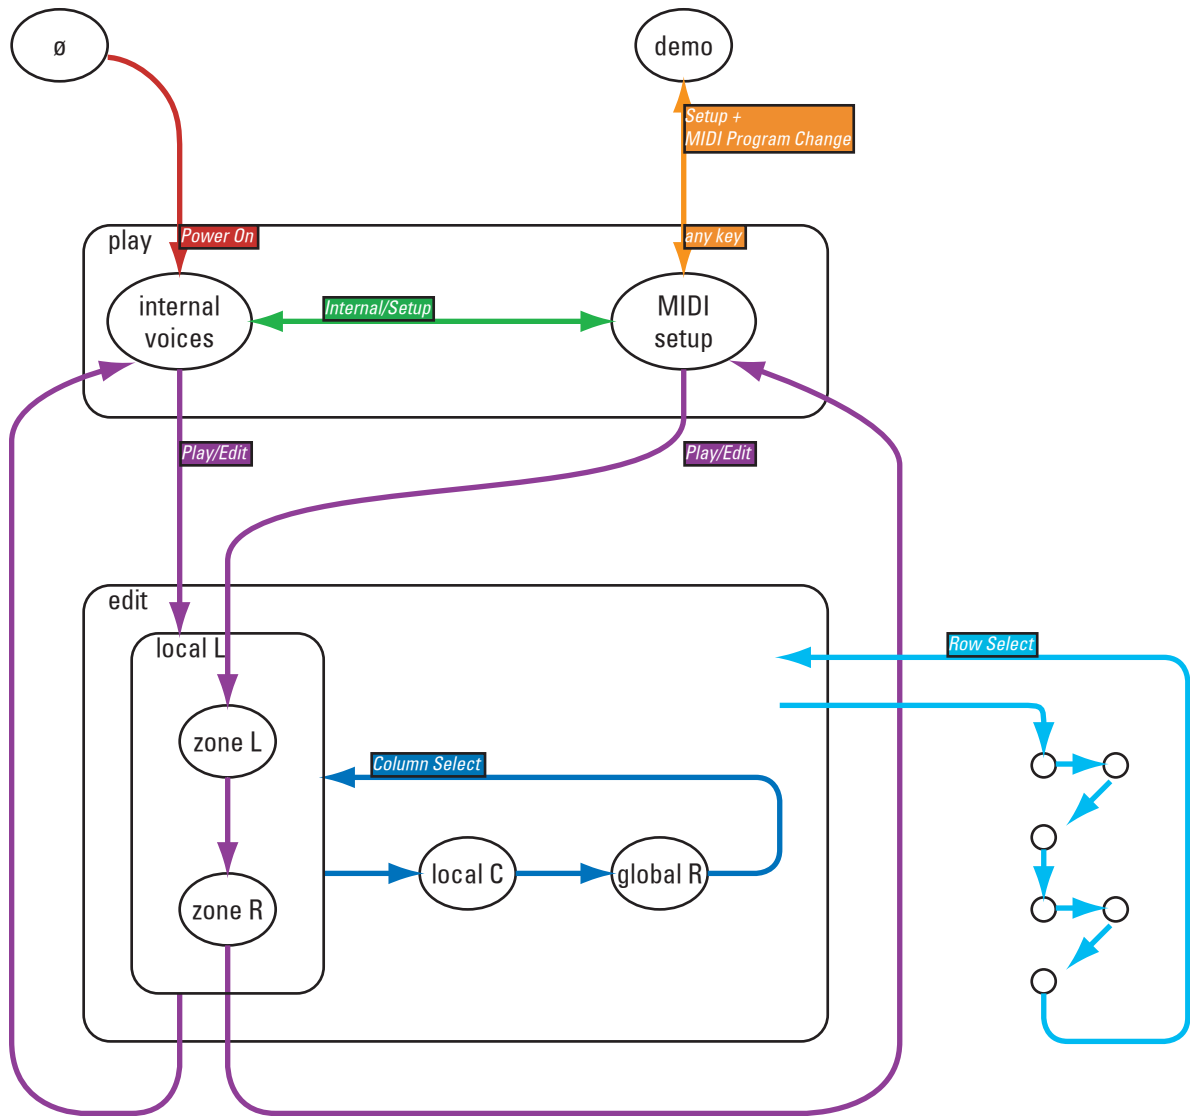 ø
demo
Setup +
MIDI Program Change
play
Power On
any key
internal
voices
Internal/Setup
MIDI
setup
Play/Edit
Play/Edit
edit
local L
Row Select
zone L
Column Select
local C
global R
zone R